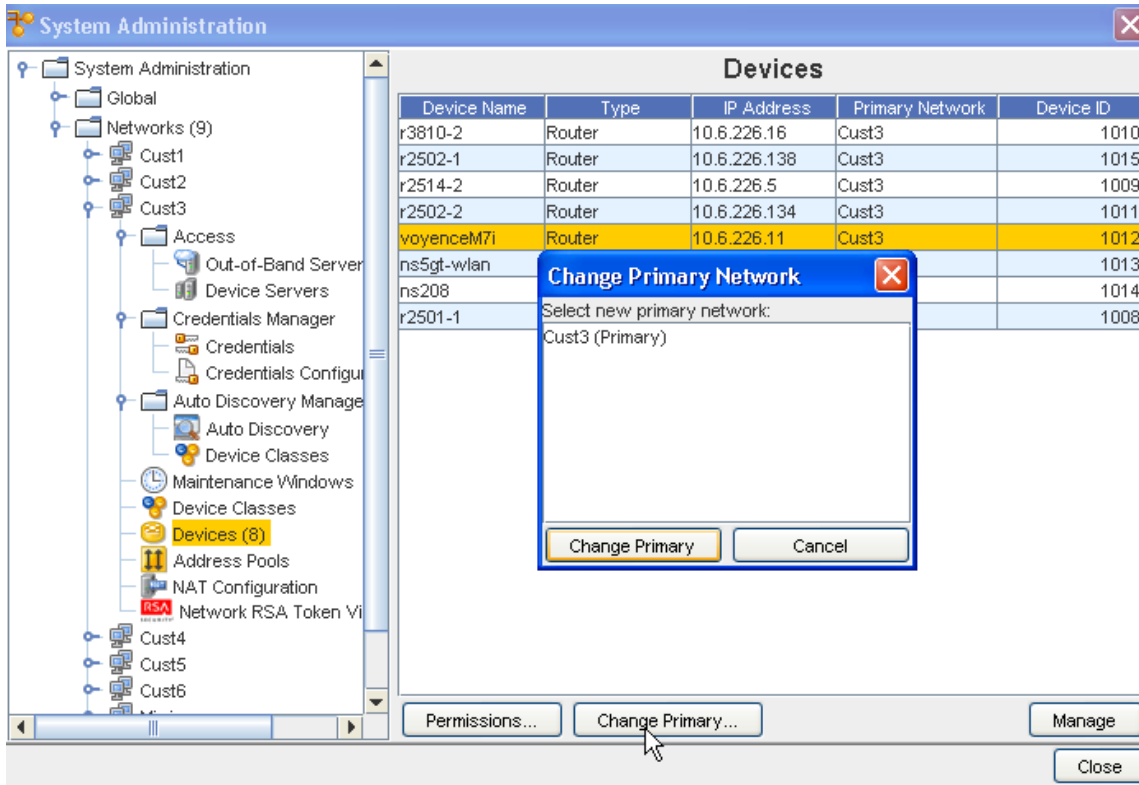 System Administration
System Administration
Global
Networks (9)
Cust1
Cust2
Cust3
Access
Out-of-Band Server
Device Servers
Credentials Manager
Credentials
Credentials Configu
Auto Discovery Manage
Auto Discovery
Device Classes
Maintenance Windows
Device Classes
Devices (8)
Address Pools
NAT Configuration
RSA Network RSA Token Vi
Cust4
Cust5
Cust6
Devices
Device Name Type IP Address Primary Network Device ID
r3810-2 Router 10.6.226.16 Cust3 1010
r2502-1 Router 10.6.226.138 Cust3 1015
r2514-2 Router 10.6.226.5 Cust3 1009
r2502-2 Router 10.6.226.134 Cust3 1011
voyenceM7i Router 10.6.226.11 Cust3 1012
ns5gt-wlan 1013
ns208 1014
r2501-1 1008
Change Primary Network
Select new primary network:
Cust3 (Primary)
Change Primary Cancel
Permissions... Change Primary... Manage
Close